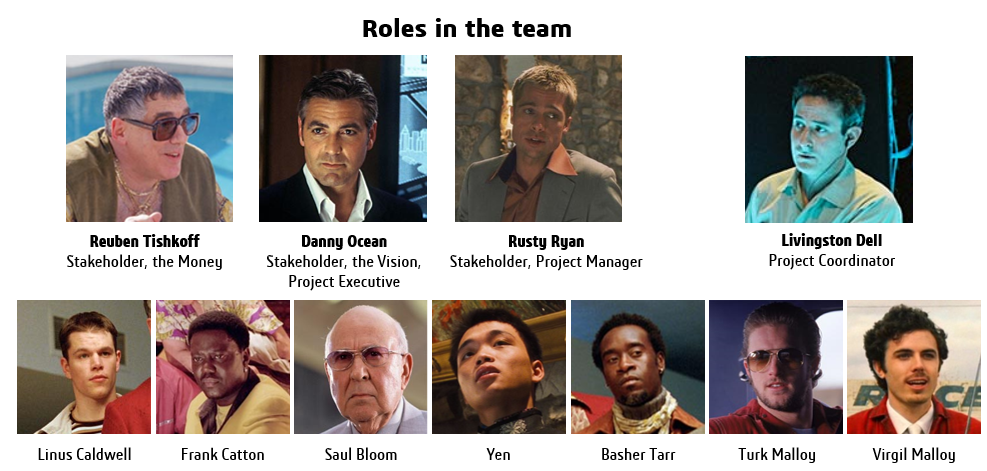 Roles in the team
Reuben Tishkoff
Stakeholder, the Money
Danny Ocean
Stakeholder, the Vision,
Project Executive
Rusty Ryan
Stakeholder, Project Manager
Livingston Dell
Project Coordinator
Linus Caldwell
Frank Catton
Saul Bloom
Yen
Basher Tarr
Turk Malloy
Virgil Malloy